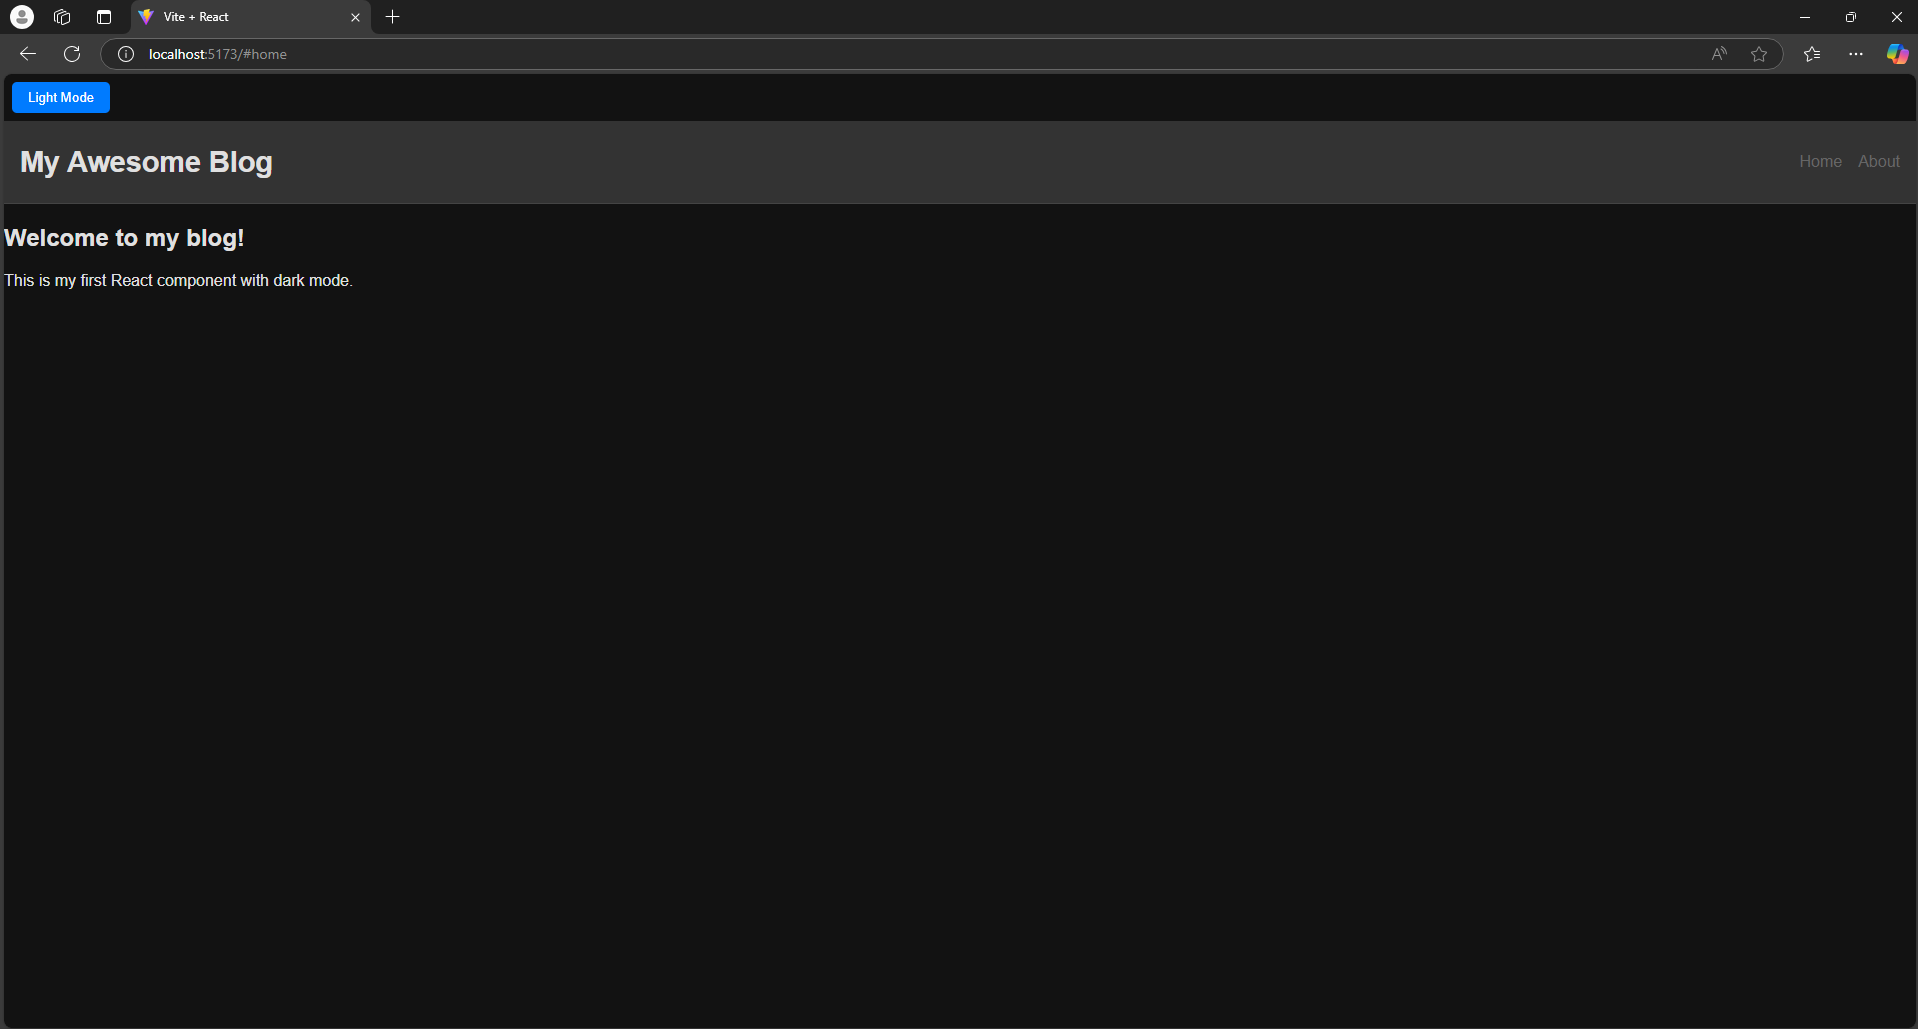 Vite + React
localhost:5173/#home
Light Mode
My Awesome Blog
Home About
Welcome to my blog!
This is my first React component with dark mode.